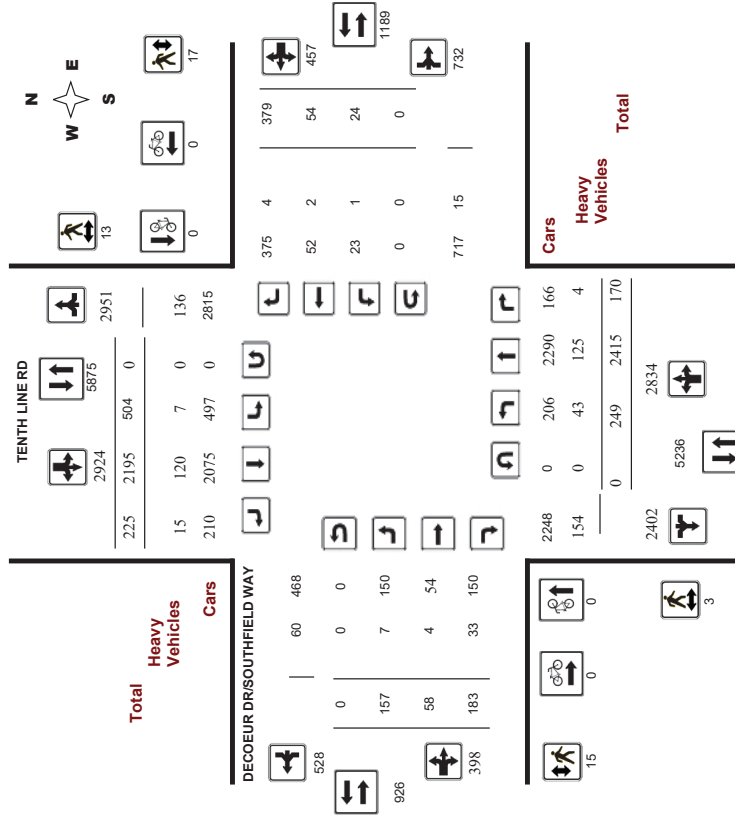 N
W E
S
13
17
0
0
TENTH LINE RD
2924
5875
2951
225 2195 504 0
15 120 7 0 136
210 2075 497 0 2815
Total
Heavy
Vehicles
Cars
457
1189
732
375 4 379
52 2 54
23 1 24
0 0 0
717 15
DECOEUR DR/SOUTHFIELD WAY
528
926
398
60 468
0 0 0
157 7 150
58 4 54
183 33 150
2248 0 206 2290 166
154 0 43 125 4
0 249 2415 170
Cars
Heavy
Vehicles
Total
2402
5236
2834
15
0
0
3